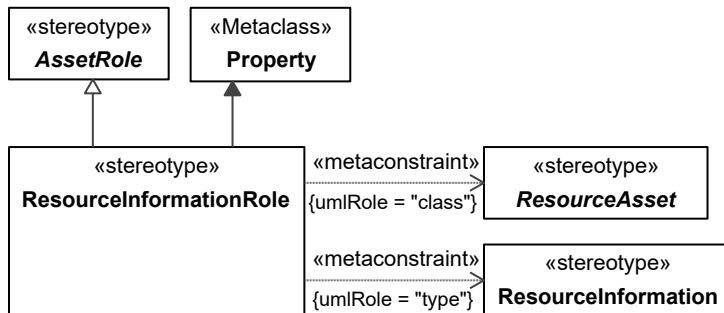 «stereotype»
AssetRole
«Metaclass»
Property
«stereotype»
ResourceInformationRole
«metaconstraint»
{umlRole = "class"}
«stereotype»
ResourceAsset
«metaconstraint»
{umlRole = "type"}
«stereotype»
ResourceInformation